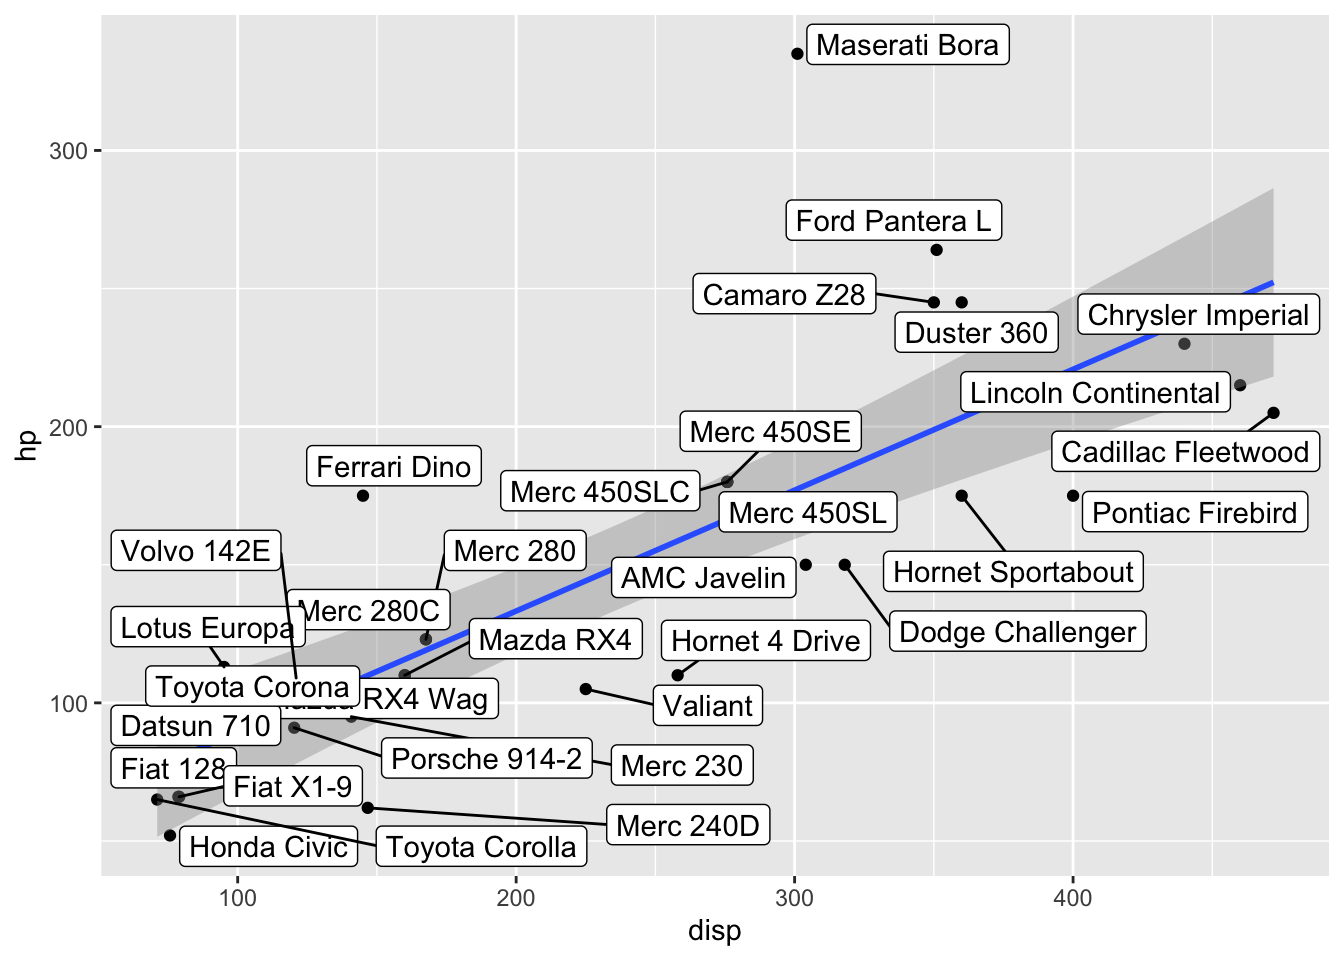 Maserati Bora
300
Ford Pantera L
Camaro Z28
Chrysler Imperial
Duster 360
Lincoln Continental
200
Merc 450SE
hp
Cadillac Fleetwood
Ferrari Dino
Merc 450SLC
Merc 450SL
Pontiac Firebird
Volvo 142E
Merc 280
Hornet Sportabout
AMC Javelin
Merc 280C
Lotus Europa
Mazda RX4
Hornet 4 Drive
Dodge Challenger
Toyota Corona
RX4 Wag
100
Valiant
Datsun 710
Porsche 914-2
Merc 230
Fiat 128
Fiat X1-9
Merc 240D
Honda Civic
Toyota Corolla
100
200
300
400
disp